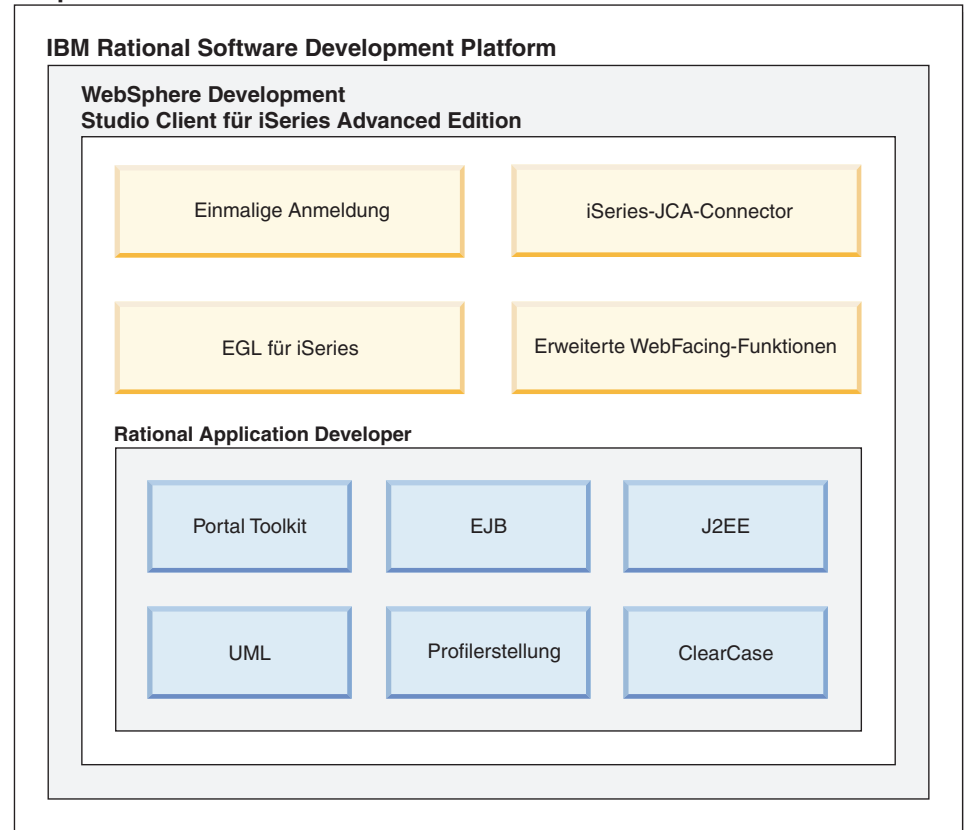 IBM Rational Software Development Platform
WebSphere Development
Studio Client für iSeries Advanced Edition
Einmalige Anmeldung
iSeries-JCA-Connector
EGL für iSeries
Erweiterte WebFacing-Funktionen
Rational Application Developer
Portal Toolkit
EJB
J2EE
UML
Profilerstellung
ClearCase